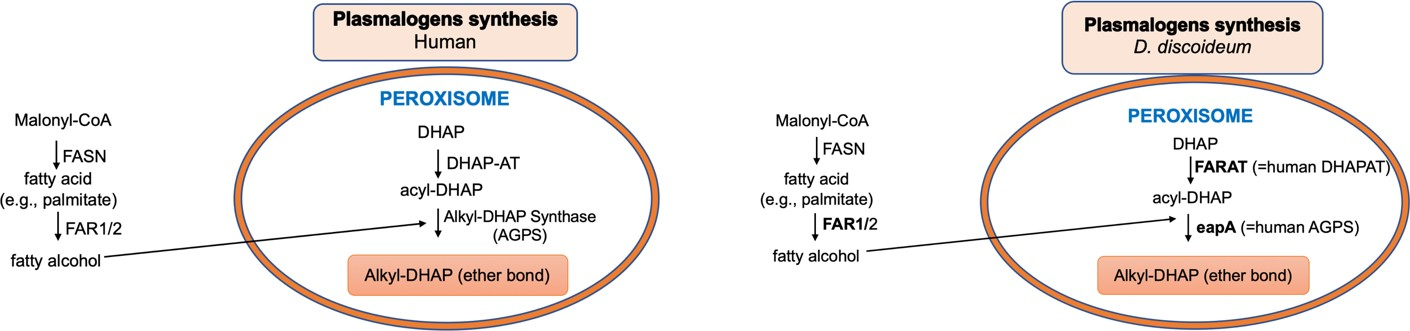 Plasmalogens synthesis
Human
PEROXISOME
Malonyl-CoA
FASN
fatty acid
(e.g., palmitate)
FAR1/2
fatty alcohol
DHAP
DHAP-AT
acyl-DHAP
Alkyl-DHAP Synthase
(AGPS)
Alkyl-DHAP (ether bond)
Plasmalogens synthesis
D. discoideum
PEROXISOME
Malonyl-CoA
FASN
fatty acid
(e.g., palmitate)
FAR1/2
fatty alcohol
DHAP
FARAT (=human DHAPAT)
acyl-DHAP
eapA (=human AGPS)
Alkyl-DHAP (ether bond)